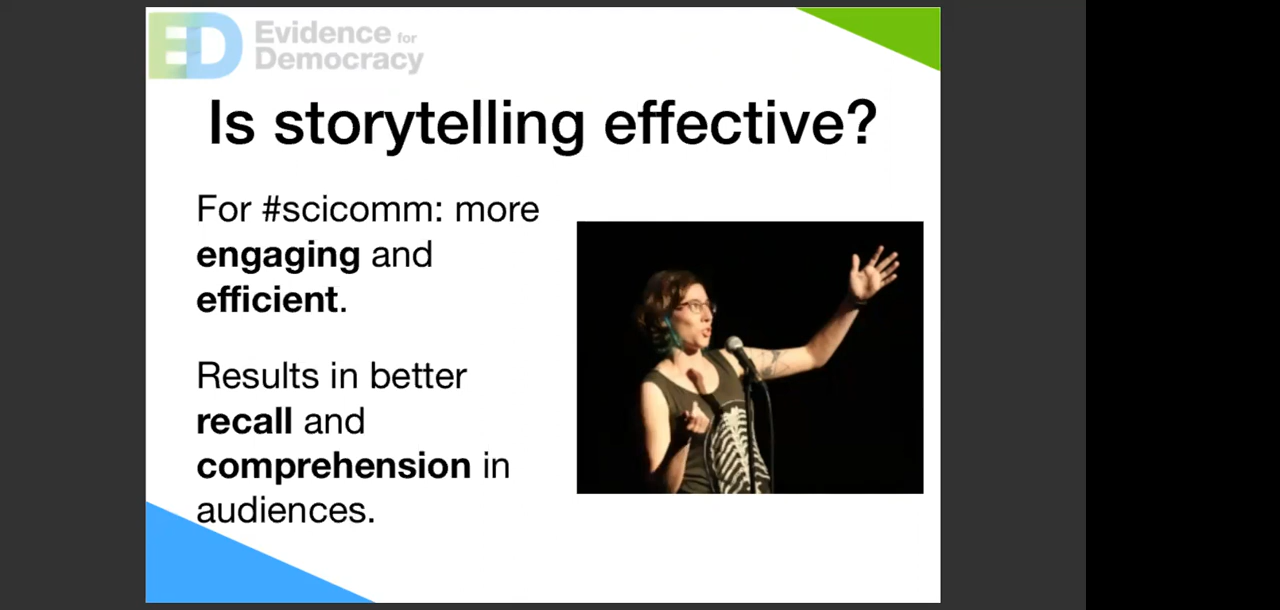 ED Evidence for
Democracy
Is storytelling effective?
For #scicomm: more
engaging and
efficient.
Results in better
recall and
comprehension in
audiences.